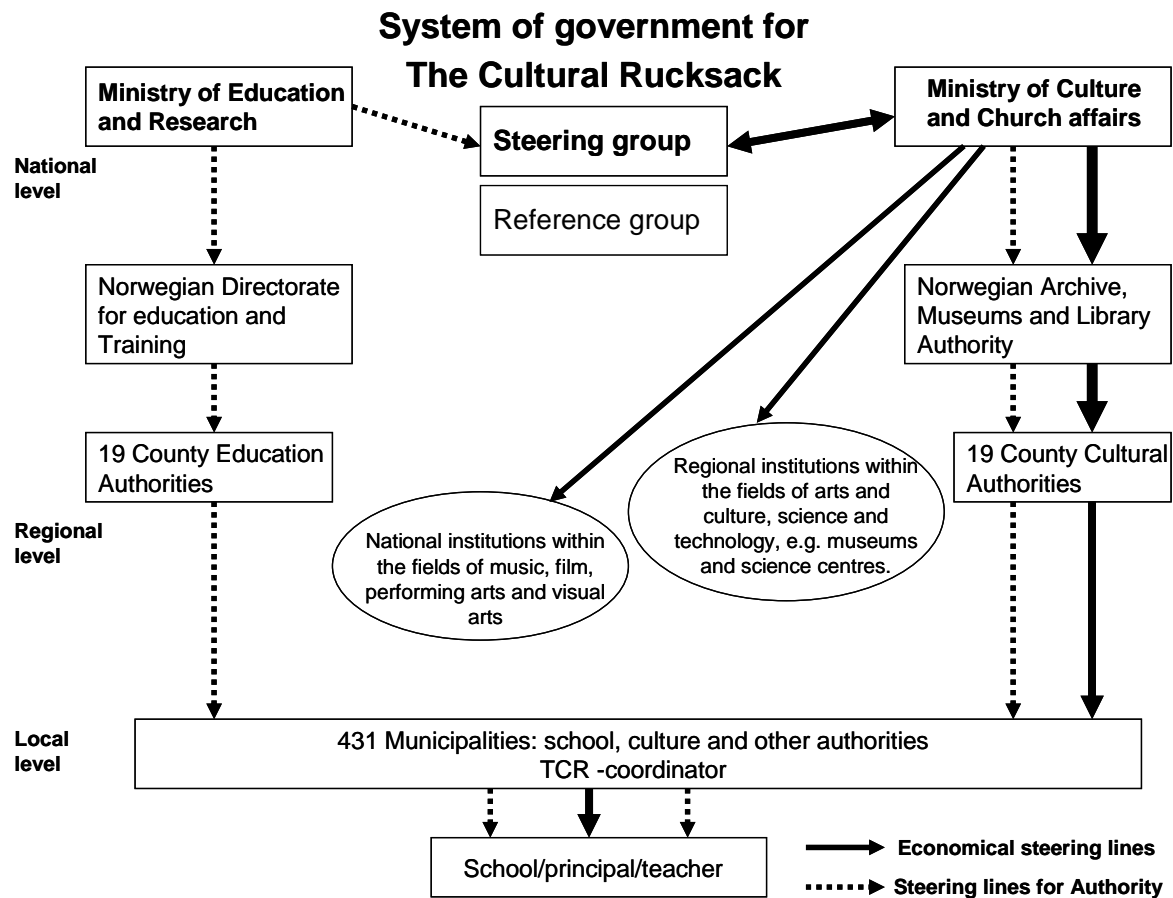 System of government for
The Cultural Rucksack
Ministry of Education
and Research
Steering group
Reference group
Ministry of Culture
and Church affairs
National
level
Norwegian Directorate
for education and
Training
Norwegian Archive,
Museums and Library
Authority
19 County Education
Authorities
Regional institutions within
the fields of arts and
culture, science and
technology, e.g. museums
and science centres.
19 County Cultural
Authorities
Regional
level
National institutions within
the fields of music, film,
performing arts and visual
arts
Local
level
431 Municipalities: school, culture and other authorities
TCR -coordinator
School/principal/teacher
Economical steering lines
Steering lines for Authority